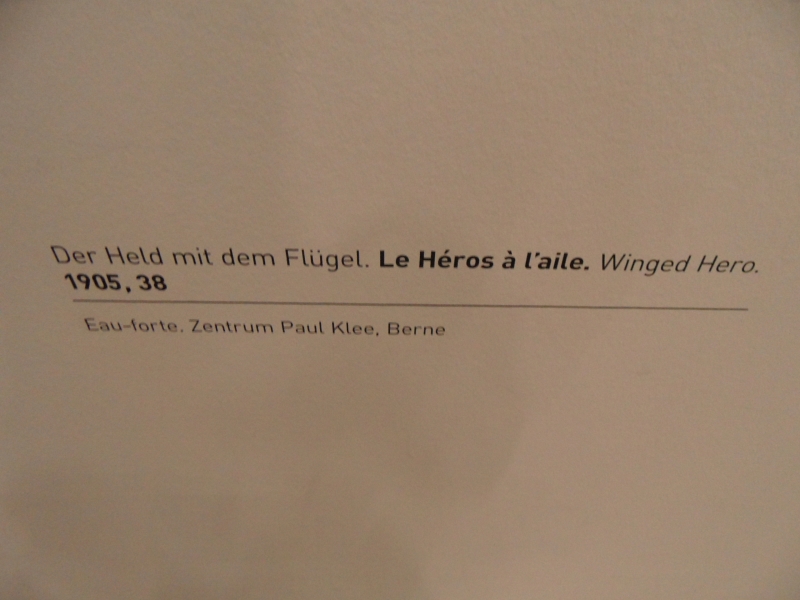 Der Held mit dem Flügel. Le Héros à l'aile. Winged Hero.
1905, 38
Eau-forte. Zentrum Paul Klee, Berne